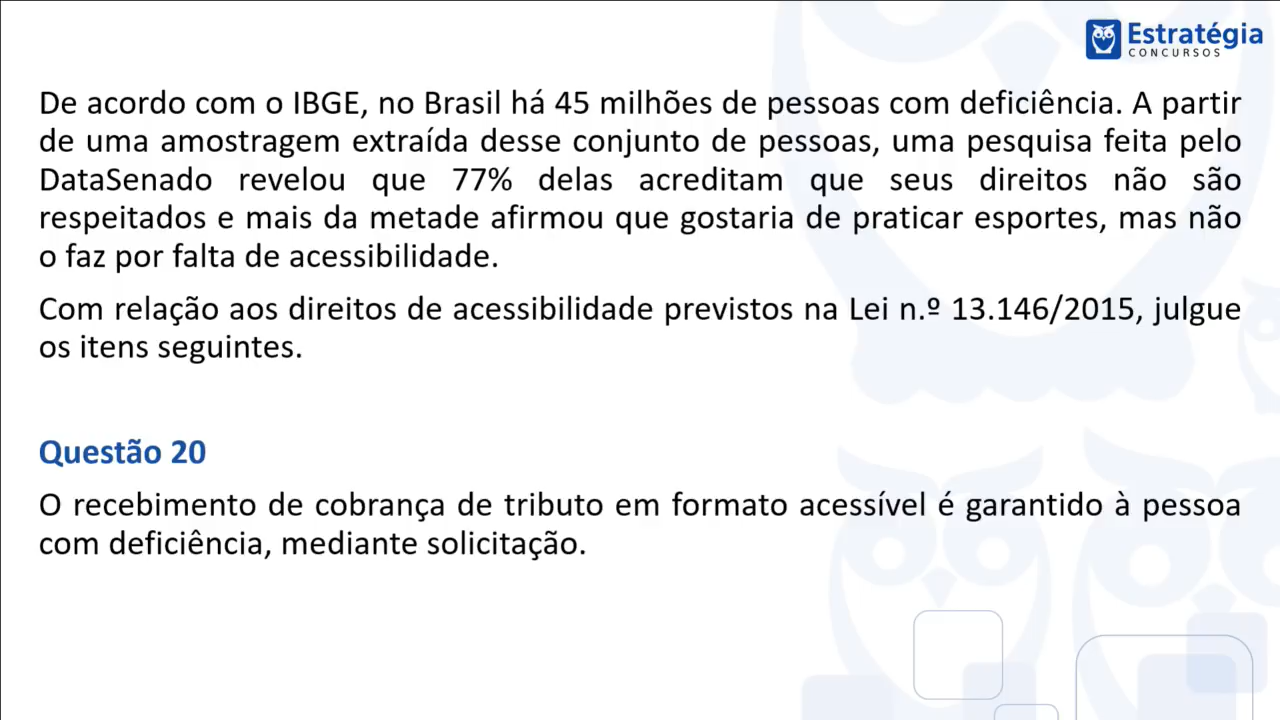 Estratégia
CONCURSOS
De acordo com o IBGE, no Brasil há 45 milhões de pessoas com deficiência. A partir
de uma amostragem extraída desse conjunto de pessoas, uma pesquisa feita pelo
DataSenado revelou que 77% delas acreditam que seus direitos não são
respeitados e mais da metade afirmou que gostaria de praticar esportes, mas não
o faz por falta de acessibilidade.
Com relação aos direitos de acessibilidade previstos na Lei n.º 13.146/2015, julgue
os itens seguintes.
Questão 20
O recebimento de cobrança de tributo em formato acessível é garantido à pessoa
com deficiência, mediante solicitação.